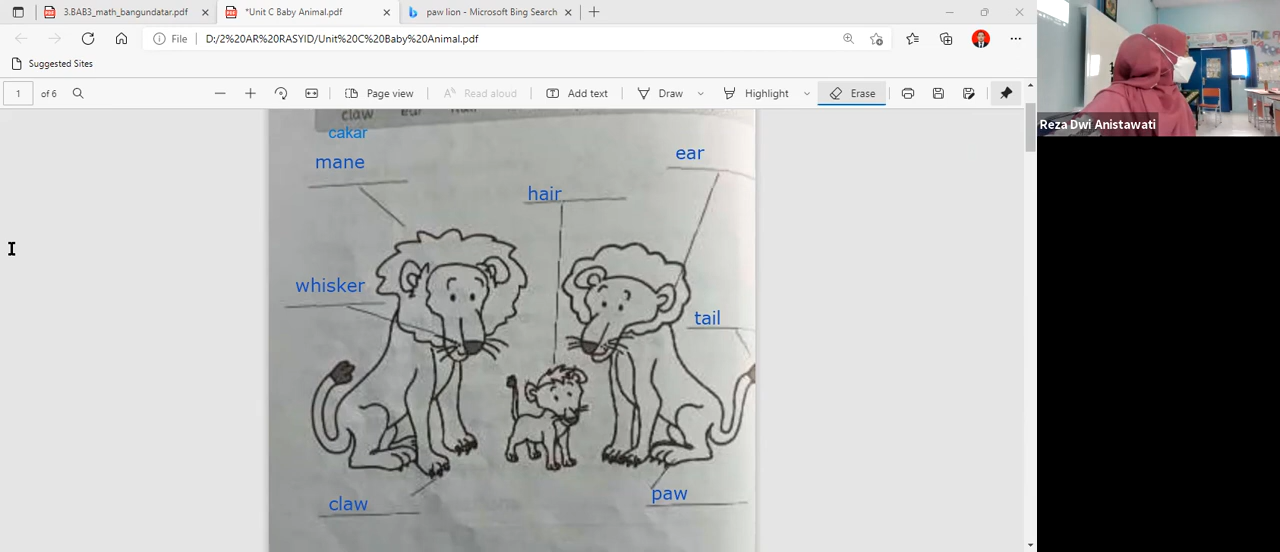 3.BAB3_math_bangundatar.pdf
*Unit C Baby Animal.pdf
paw lion - Microsoft Bing Search
File
D:/2%20AR%20RASYID/Unit%20C%20Baby%20Animal.pdf
Suggested Sites
1 of 6
Page view
Read aloud
Add text
Draw
Highlight
Erase
Reza Dwi Anistawati
claw ear
cakar
mane
ear
hair
whisker
tail
claw
paw